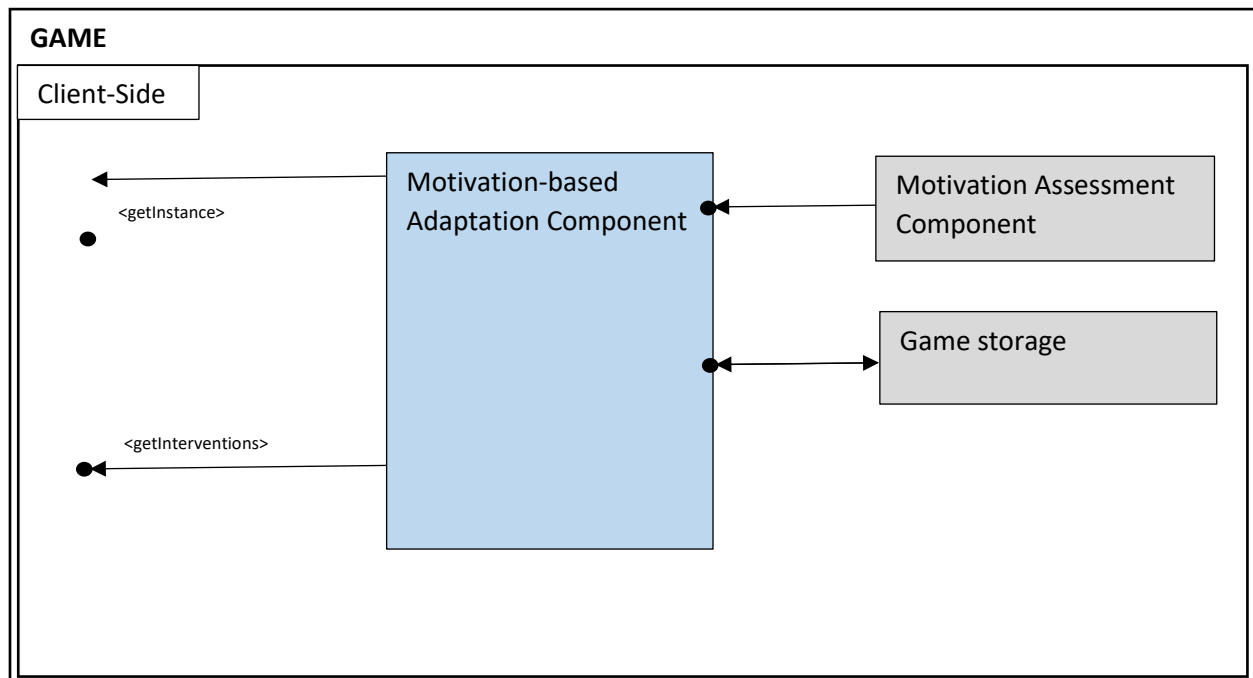 GAME
Client-Side
Motivation-based
Adaptation Component
<getInstance>
Motivation Assessment
Component
Game storage
<getInterventions>